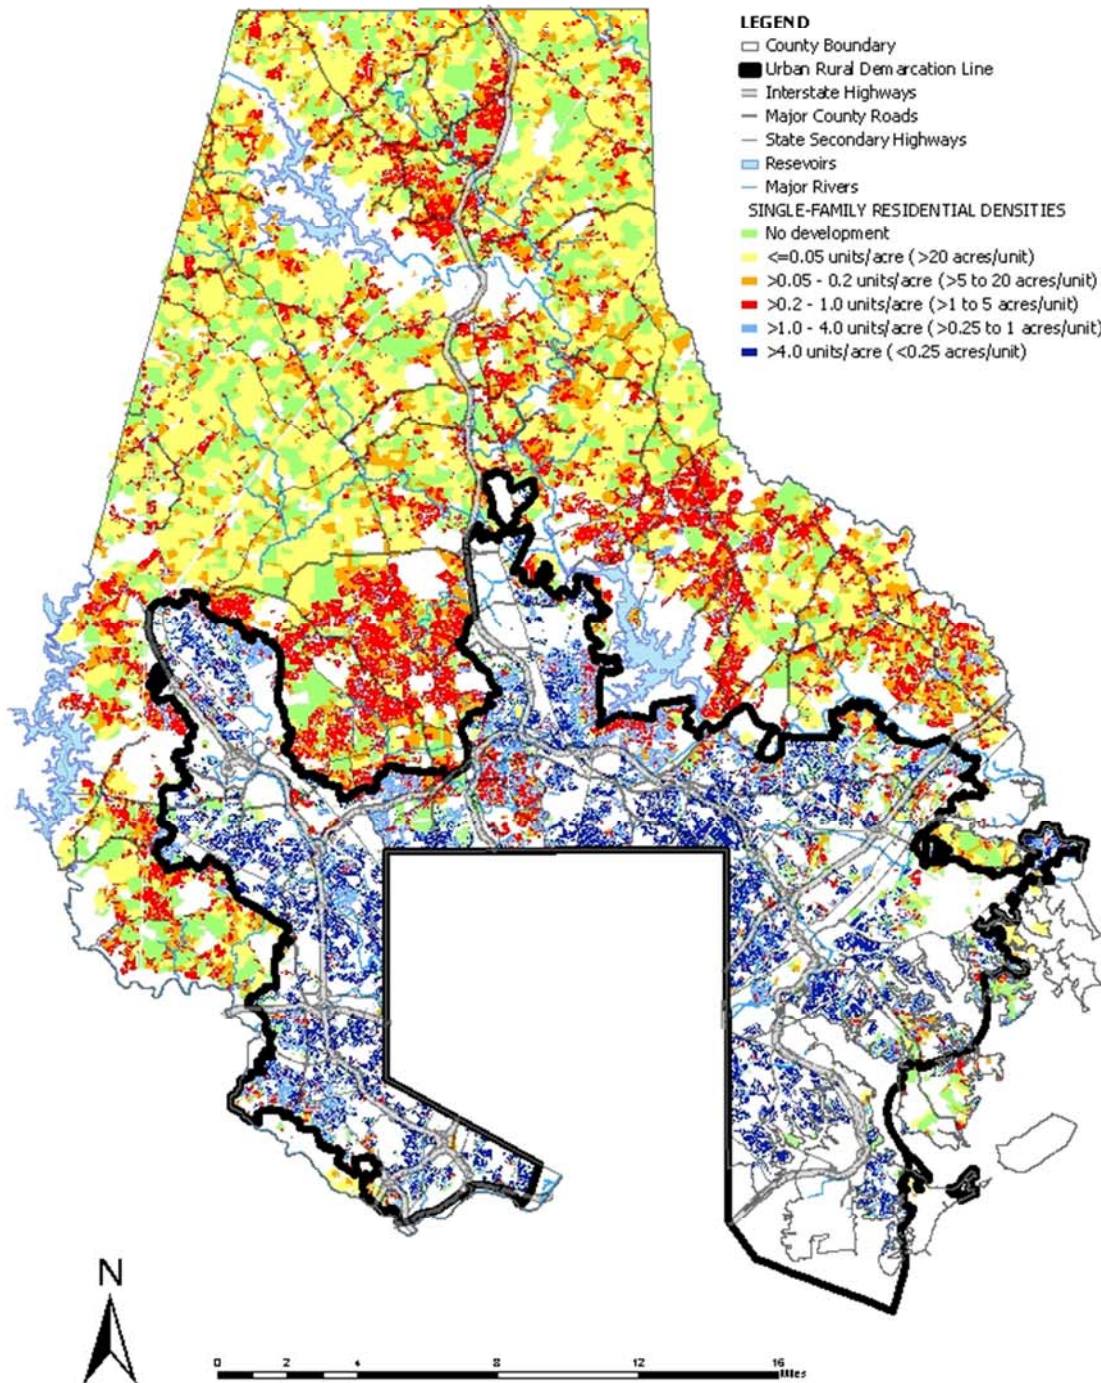 LEGEND
County Boundary
Urban Rural Demarcation Line
Interstate Highways
Major County Roads
State Secondary Highways
Resevoirs
Major Rivers
SINGLE-FAMILY RESIDENTIAL DENSITIES
No development
<=0.05 units/acre (>20 acres/unit)
>0.05 - 0.2 units/acre (>5 to 20 acres/unit)
>0.2 - 1.0 units/acre (>1 to 5 acres/unit)
>1.0 - 4.0 units/acre (>0.25 to 1 acres/unit)
>4.0 units/acre (<0.25 acres/unit)
N
0 2 4 8 12 16
Miles